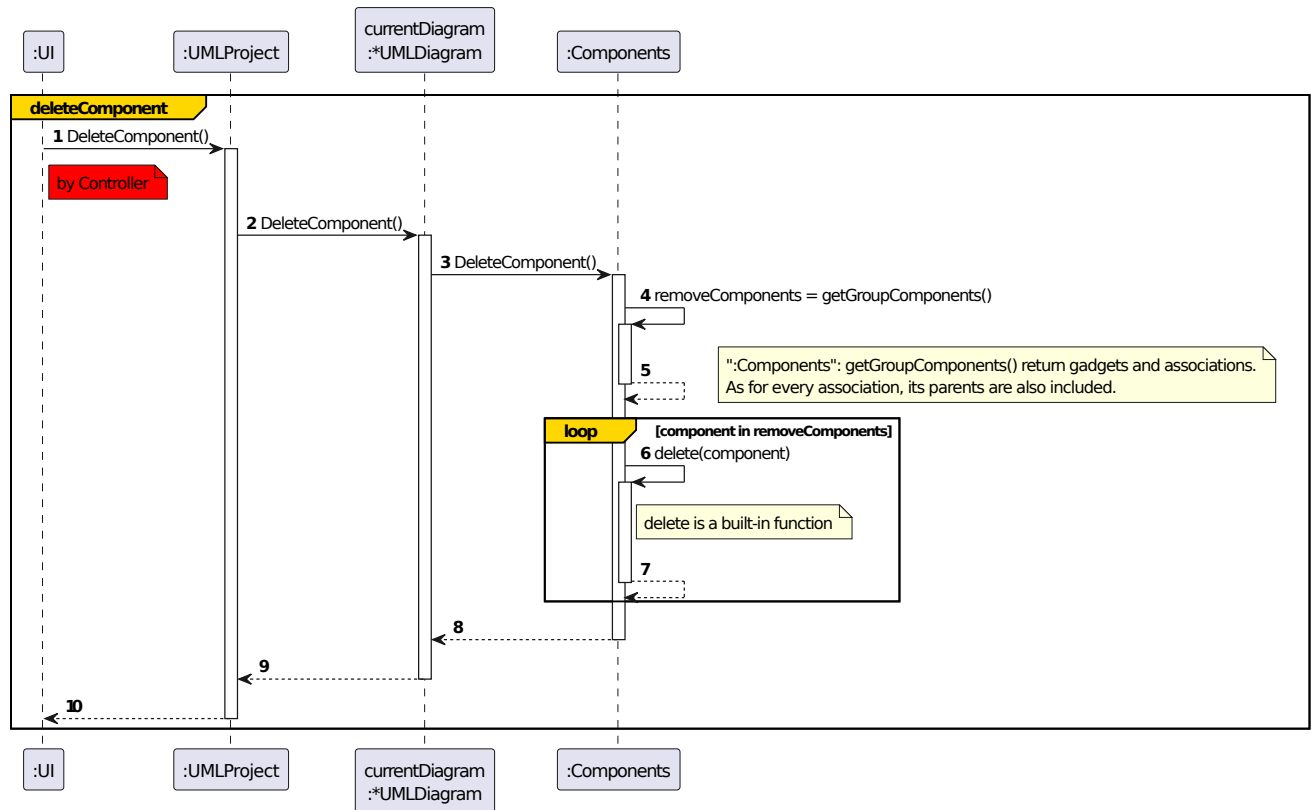 :UI
:UMLProject
currentDiagram
:*UMLDiagram
:Components
deleteComponent
1 DeleteComponent()
by Controller
2 DeleteComponent()
3 DeleteComponent()
4 removeComponents = getGroupComponents()
":Components": getGroupComponents() return gadgets and associations.
As for every association, its parents are also included.
5
loop [component in removeComponents]
6 delete(component)
delete is a built-in function
7
8
9
10
:UI
:UMLProject
currentDiagram
:*UMLDiagram
:Components